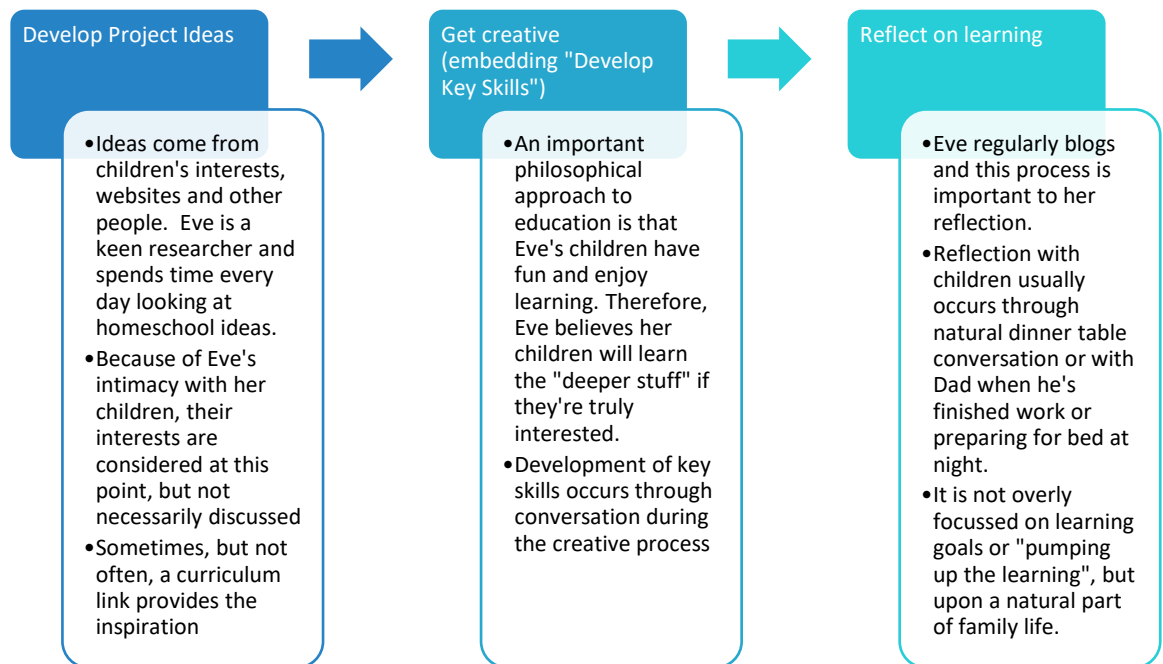 Develop Project Ideas
•Ideas come from
children's interests,
websites and other
people.  Eve is a
keen researcher and
spends time every
day looking at
homeschool ideas.
•Because of Eve's
intimacy with her
children, their
interests are
considered at this
point, but not
necessarily discussed
•Sometimes, but not
often, a curriculum
link provides the
inspiration
Get creative
(embedding "Develop
Key Skills")
•An important
philosophical
approach to
education is that
Eve's children have
fun and enjoy
learning. Therefore,
Eve believes her
children will learn
the "deeper stuff" if
they're truly
interested.
•Development of key
skills occurs through
conversation during
the creative process
Reflect on learning
•Eve regularly blogs
and this process is
important to her
reflection.
•Reflection with
children usually
occurs through
natural dinner table
conversation or with
Dad when he's
finished work or
preparing for bed at
night.
•It is not overly
focussed on learning
goals or "pumping
up the learning", but
upon a natural part
of family life.